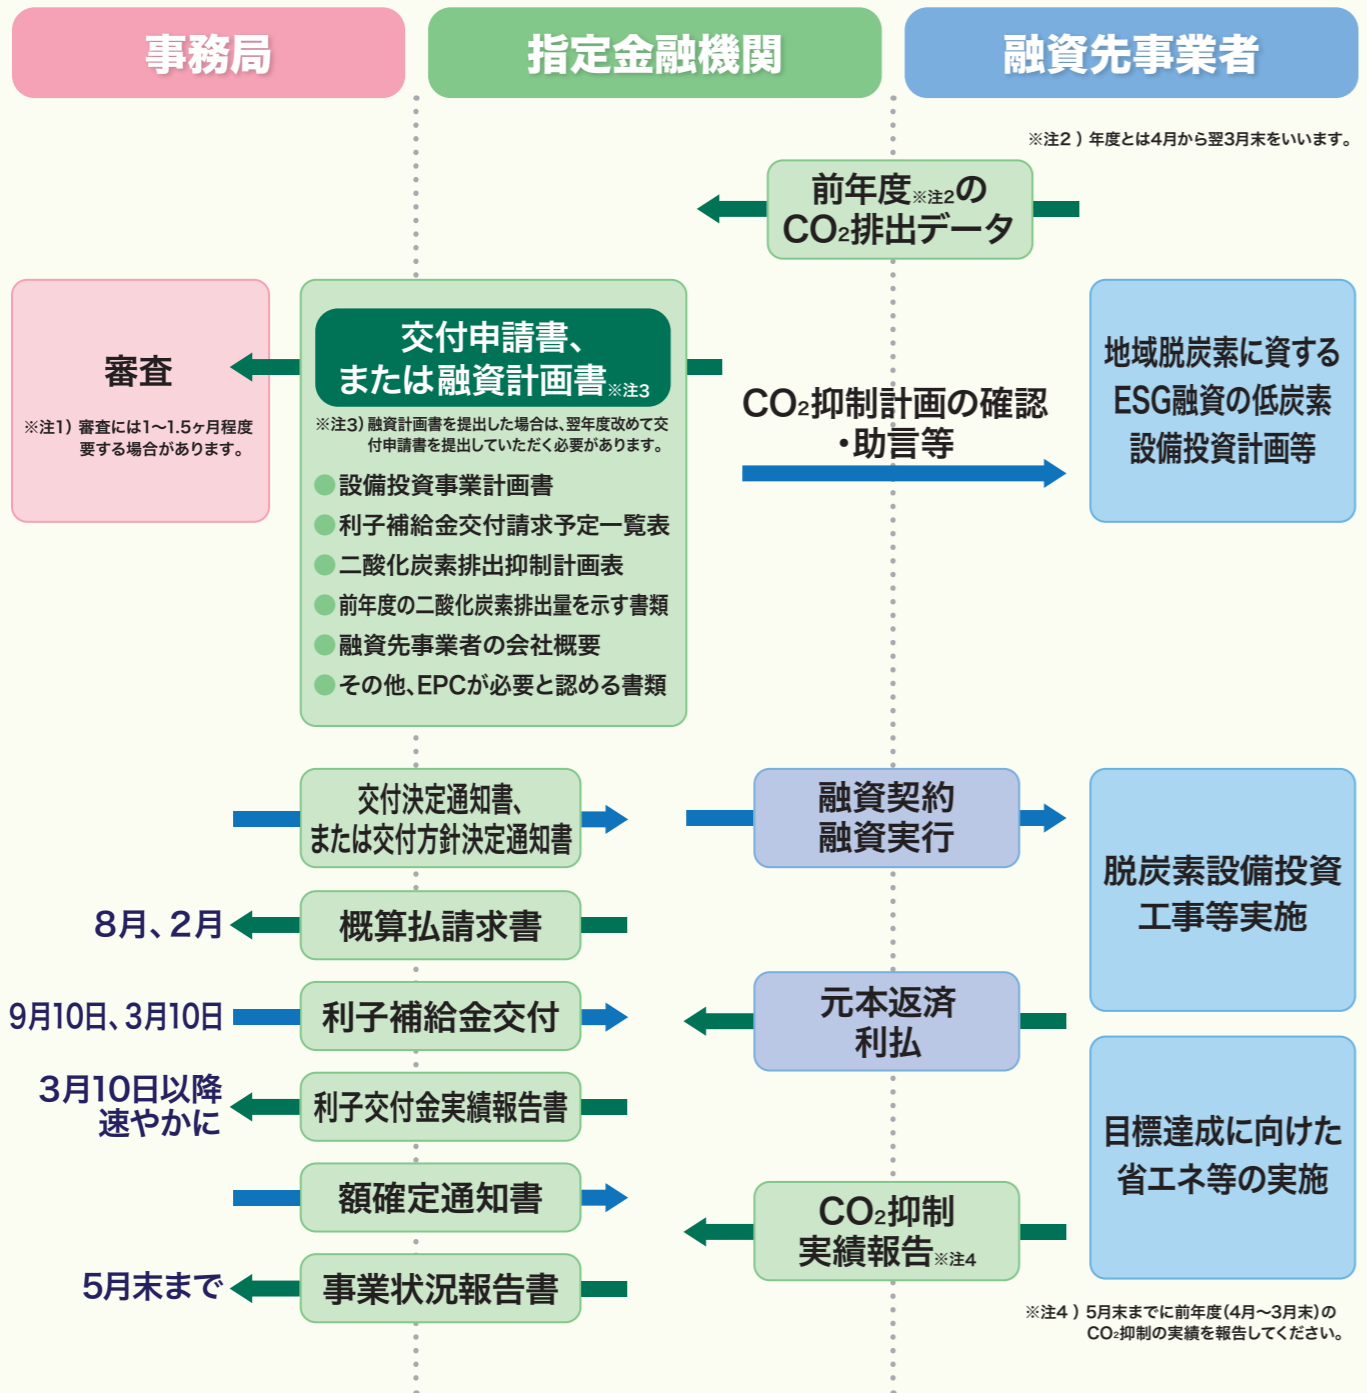 事務局
指定金融機関
融資先事業者
※注2 ) 年度とは4月から翌3月末をいいます。
前年度※注2の
CO₂排出データ
審査
※注1) 審査には1〜1.5ヶ月程度
要する場合があります。
交付申請書、
または融資計画書※注3
※注3) 融資計画書を提出した場合は、翌年度改めて交
付申請書を提出していただく必要があります。
●設備投資事業計画書
●利子補給金交付請求予定一覧表
●二酸化炭素排出抑制計画表
●前年度の二酸化炭素排出量を示す書類
●融資先事業者の会社概要
●その他、EPCが必要と認める書類
CO₂抑制計画の確認
・助言等
地域脱炭素に資する
ESG融資の低炭素
設備投資計画等
交付決定通知書、
または交付方針決定通知書
融資契約
融資実行
脱炭素設備投資
工事等実施
8月、2月
概算払請求書
9月10日、3月10日
利子補給金交付
元本返済
利払
3月10日以降
速やかに
利子交付金実績報告書
目標達成に向けた
省エネ等の実施
額確定通知書
CO₂抑制
実績報告※注4
5月末まで
事業状況報告書
※注4 ) 5月末までに前年度(4月〜3月末)の
CO₂抑制の実績を報告してください。